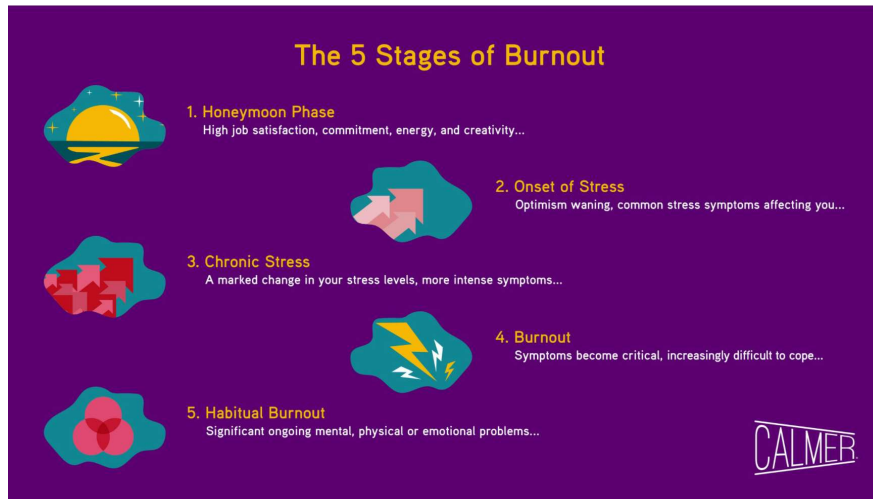 The 5 Stages of Burnout
1. Honeymoon Phase
High job satisfaction, commitment, energy, and creativity...
2. Onset of Stress
Optimism waning, common stress symptoms affecting you...
3. Chronic Stress
A marked change in your stress levels, more intense symptoms...
4. Burnout
Symptoms become critical, increasingly difficult to cope...
5. Habitual Burnout
Significant ongoing mental, physical or emotional problems...
CALMER